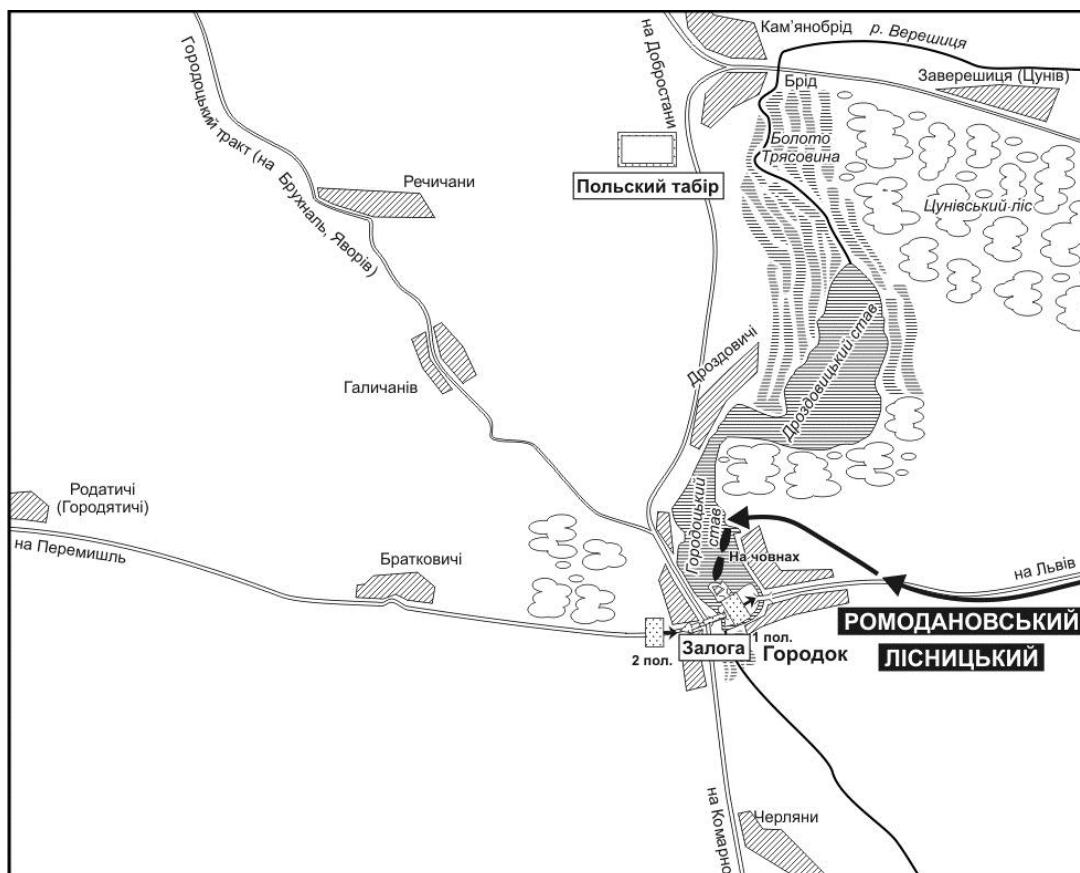 Кам'янобрід
р. Верешиця
на Добростани
Заверешиця (Цунів)
Брід
Городоцький тракт (на Брухналь, Яворів)
Болото
Трясовина
Польский табір
Речичани
Цунівський ліс
Дроздовицький став
Дроздовичі
Галичанів
Родатичі
(Городятичі)
Городоцький
став
на Перемишль
Братковичі
На човнах
на Львів
РОМОДАНОВСЬКИЙ
ЛІСНИЦЬКИЙ
1 пол.
Залога
Городок
2 пол.
на Комарно
Черляни